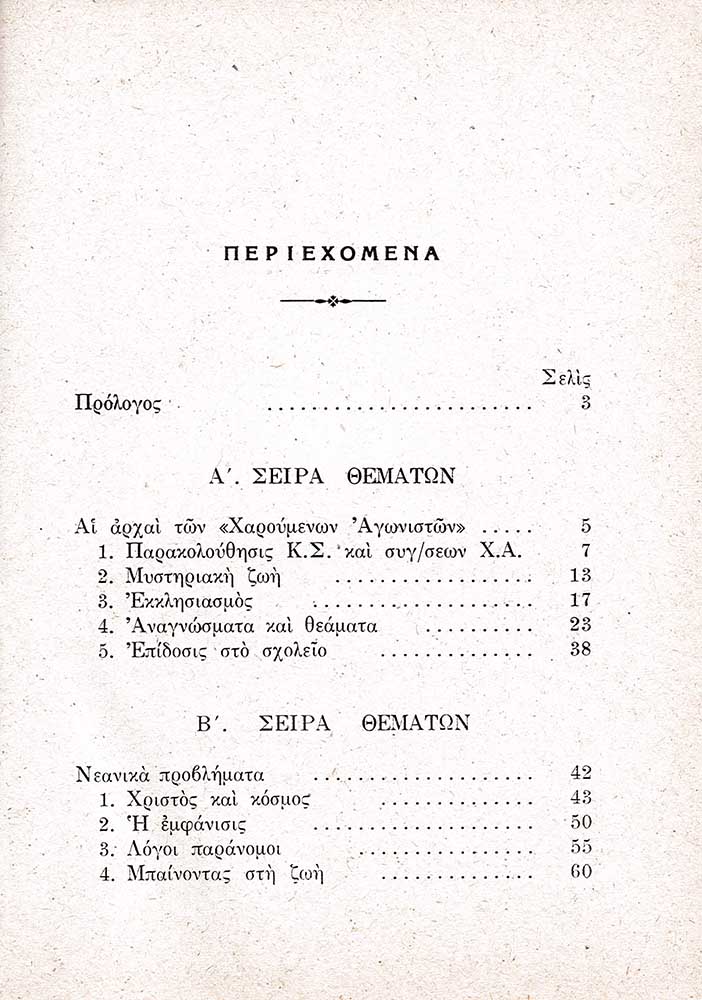 ΠΕΡΙΕΧΟΜΕΝΑ
Σελὶς
Πρόλογος ........................ 3
Α΄. ΣΕΙΡΑ ΘΕΜΑΤΩΝ
Αἱ ἀρχαὶ τῶν «Χαρούμενων Ἀγωνιστῶν» ..... 5
1. Παρακολούθησις Κ.Σ. καὶ συγ/σεων Χ.Α. 7
2. Μυστηριακὴ ζωὴ .................. 13
3. Ἐκκλησιασμὸς .................... 17
4. Ἀναγνώσματα καὶ θεάματα .......... 23
5. Ἐπίδοσις στὸ σχολεῖο .............. 38
Β΄. ΣΕΙΡΑ ΘΕΜΑΤΩΝ
Νεανικὰ προβλήματα .................... 42
1. Χριστὸς καὶ κόσμος .............. 43
2. Ἡ ἐμφάνισις .................... 50
3. Λόγοι παράνομοι ................ 55
4. Μπαίνοντας στὴ ζωὴ .............. 60